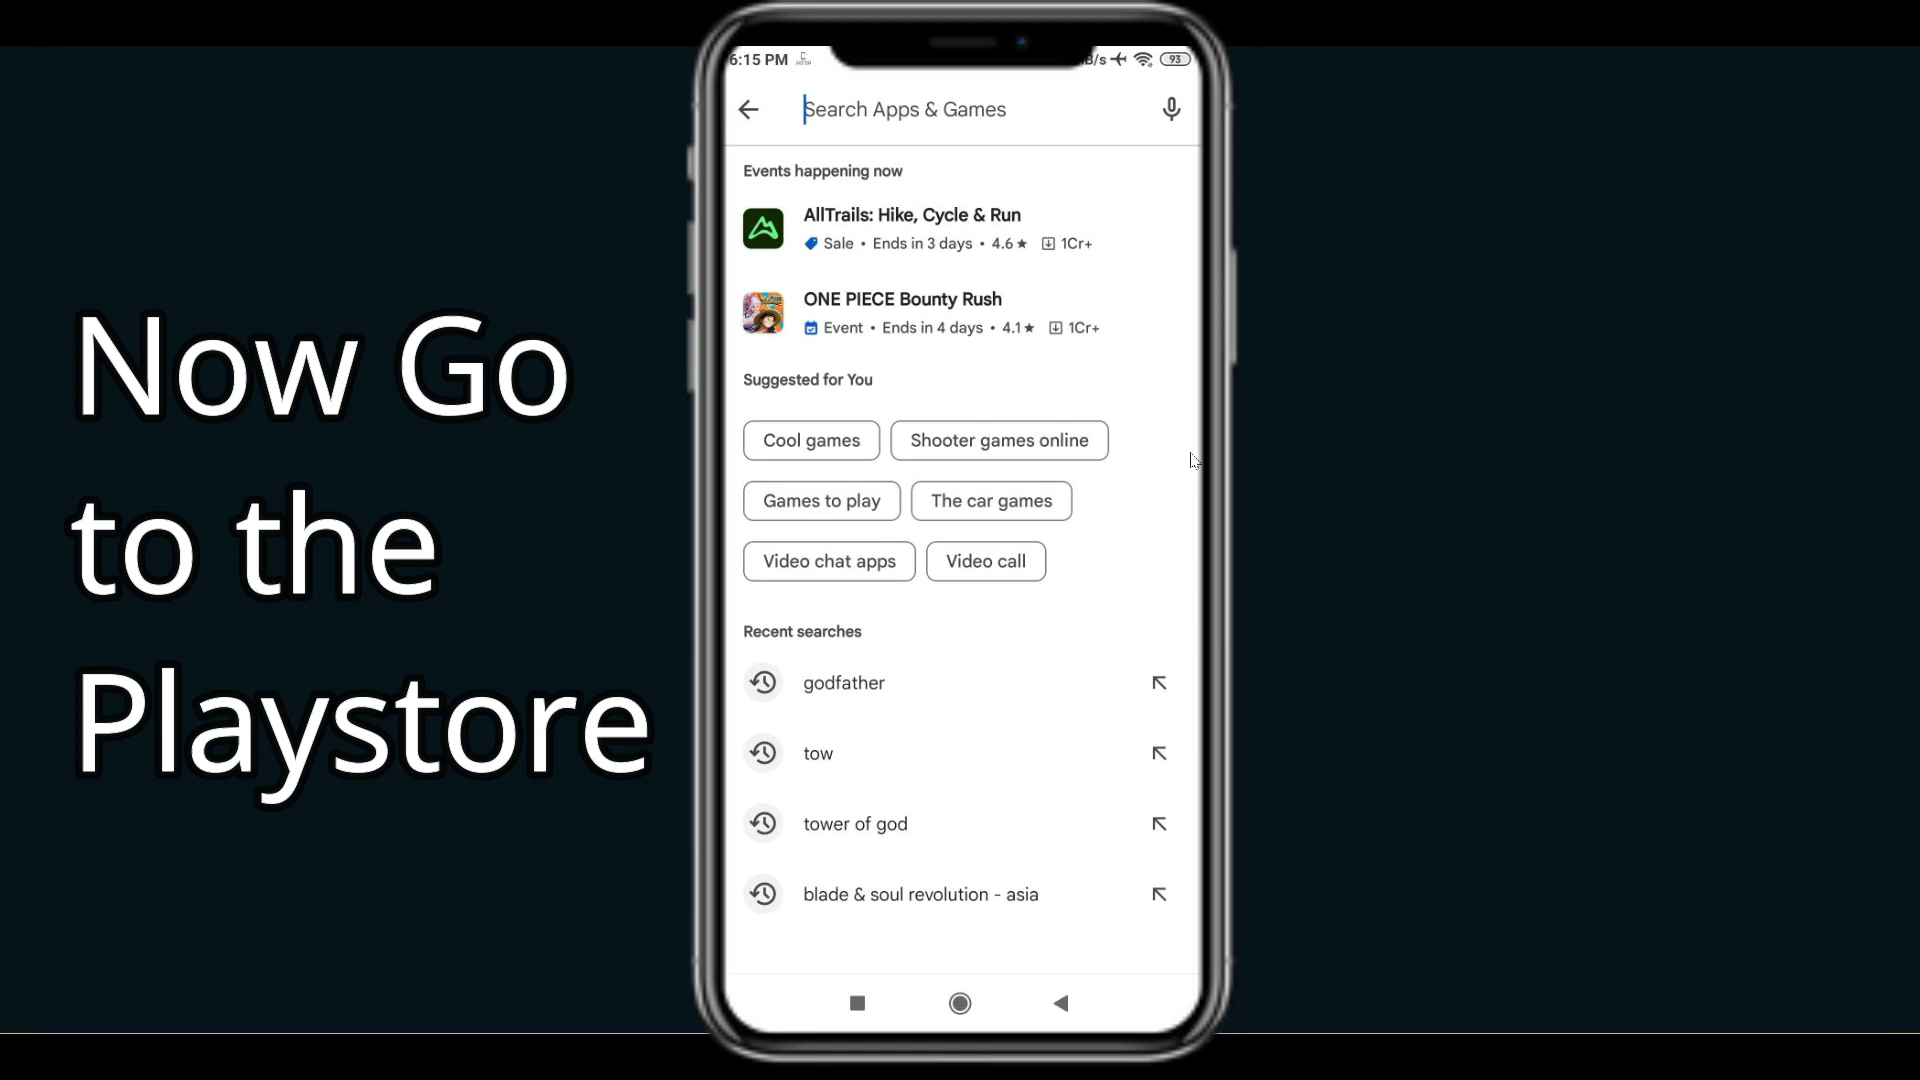 Now Go
to the
Playstore
6:15 PM
B/s 93
Search Apps & Games
Events happening now
AllTrails: Hike, Cycle & Run
Sale • Ends in 3 days • 4.6★ 1Cr+
ONE PIECE Bounty Rush
Event • Ends in 4 days • 4.1★ 1Cr+
Suggested for You
Cool games Shooter games online
Games to play The car games
Video chat apps Video call
Recent searches
godfather
tow
tower of god
blade & soul revolution - asia